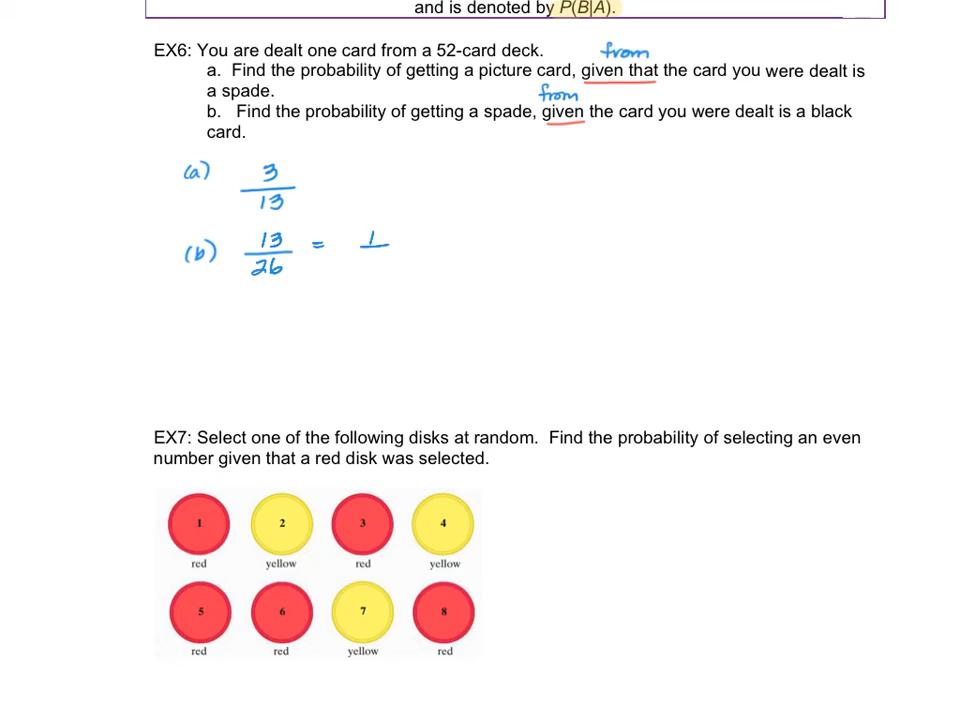 and is denoted by P(B|A).
EX6: You are dealt one card from a 52-card deck.
from
a. Find the probability of getting a picture card, given that the card you were dealt is
a spade.
from
b. Find the probability of getting a spade, given the card you were dealt is a black
card.
(a) 3
13
(b) 13 = 1
26
EX7: Select one of the following disks at random. Find the probability of selecting an even
number given that a red disk was selected.
1 2 3 4
red yellow red yellow
5 6 7 8
red red yellow red